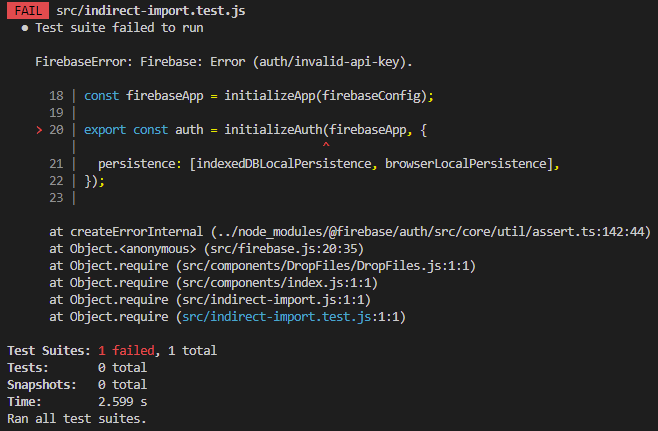 FAIL src/indirect-import.test.js
● Test suite failed to run
FirebaseError: Firebase: Error (auth/invalid-api-key).
18 | const firebaseApp = initializeApp(firebaseConfig);
19 |
> 20 | export const auth = initializeAuth(firebaseApp, {
| ^
21 | persistence: [indexedDBLocalPersistence, browserLocalPersistence],
22 | });
23 |
at createErrorInternal (../node_modules/@firebase/auth/src/core/util/assert.ts:142:44)
at Object.<anonymous> (src/firebase.js:20:35)
at Object.require (src/components/DropFiles/DropFiles.js:1:1)
at Object.require (src/components/index.js:1:1)
at Object.require (src/indirect-import.js:1:1)
at Object.require (src/indirect-import.test.js:1:1)
Test Suites: 1 failed, 1 total
Tests: 0 total
Snapshots: 0 total
Time: 2.599 s
Ran all test suites.